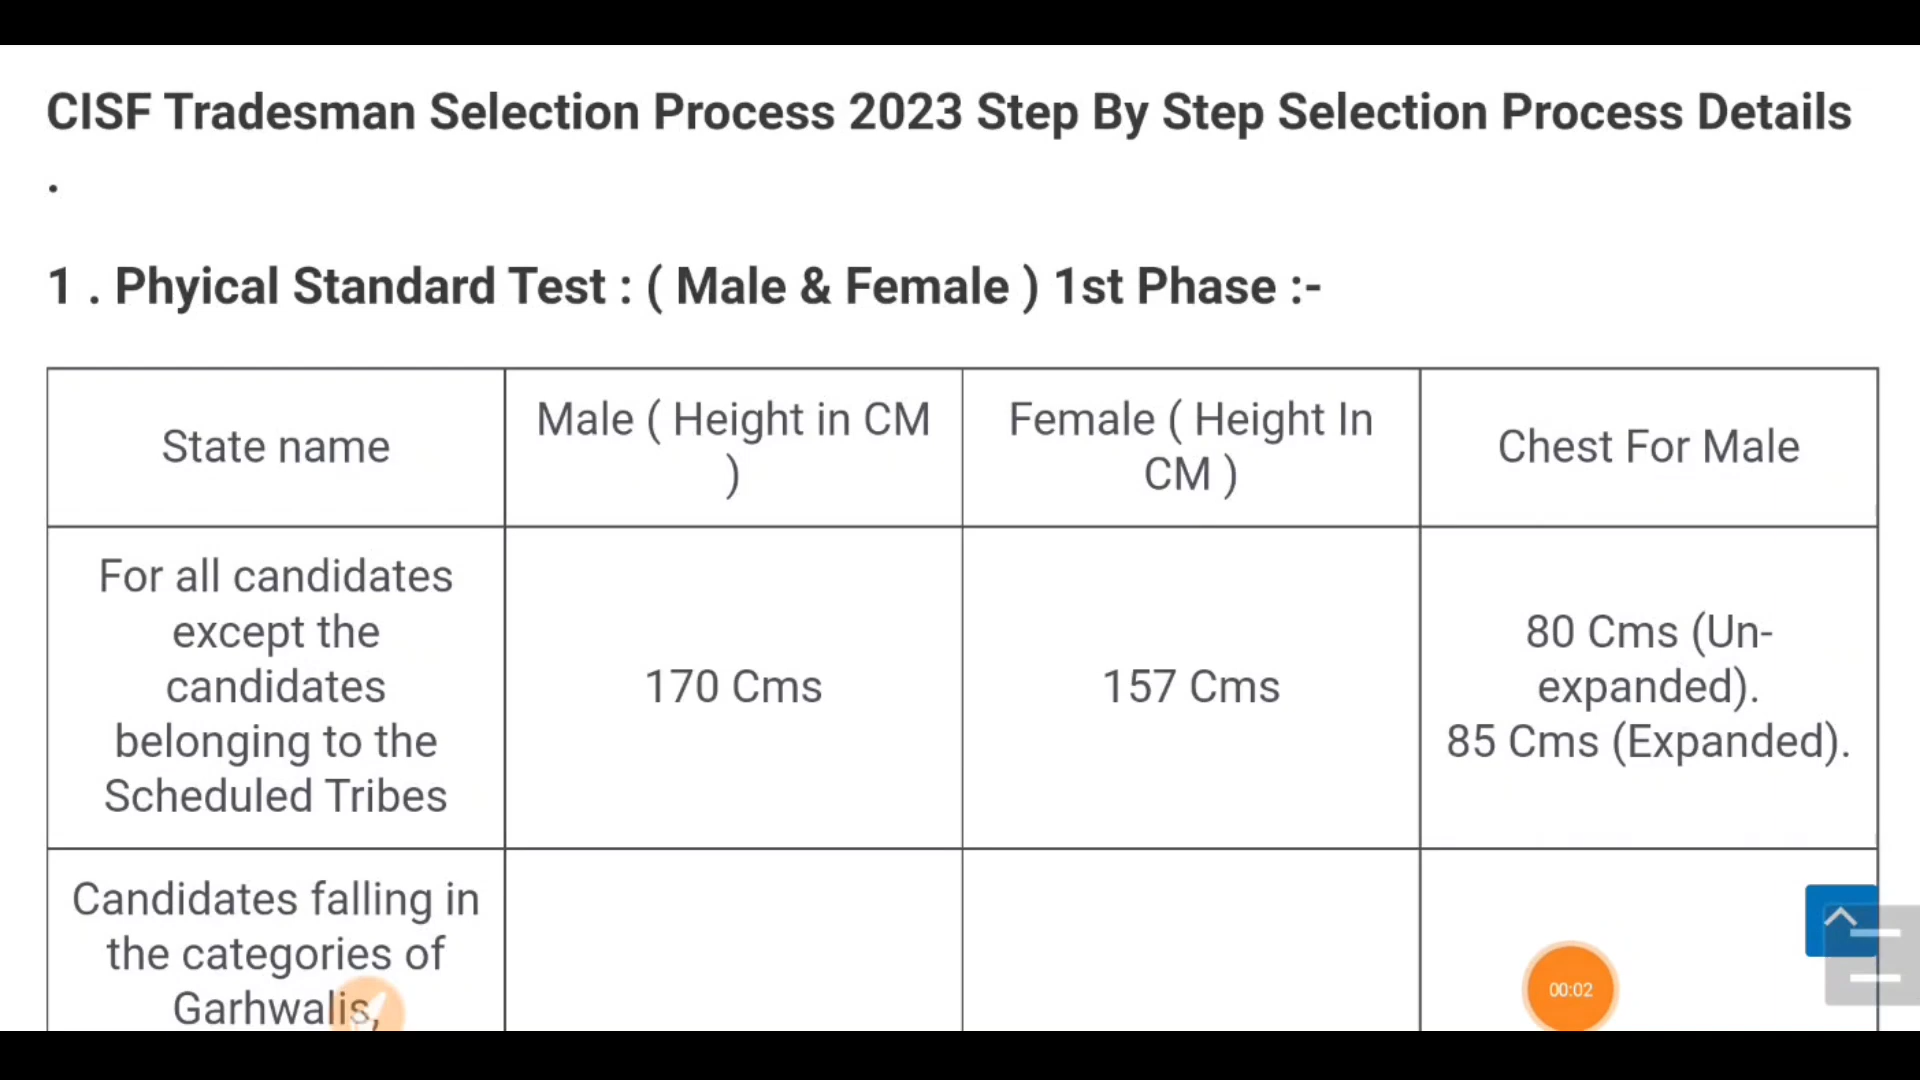 CISF Tradesman Selection Process 2023 Step By Step Selection Process Details
.
1 . Phyical Standard Test : ( Male & Female ) 1st Phase :-
State name
Male ( Height in CM
)
Female ( Height In
CM )
Chest For Male
For all candidates
except the
candidates
belonging to the
Scheduled Tribes
170 Cms
157 Cms
80 Cms (Un-
expanded).
85 Cms (Expanded).
Candidates falling in
the categories of
Garhwalis,
00:02